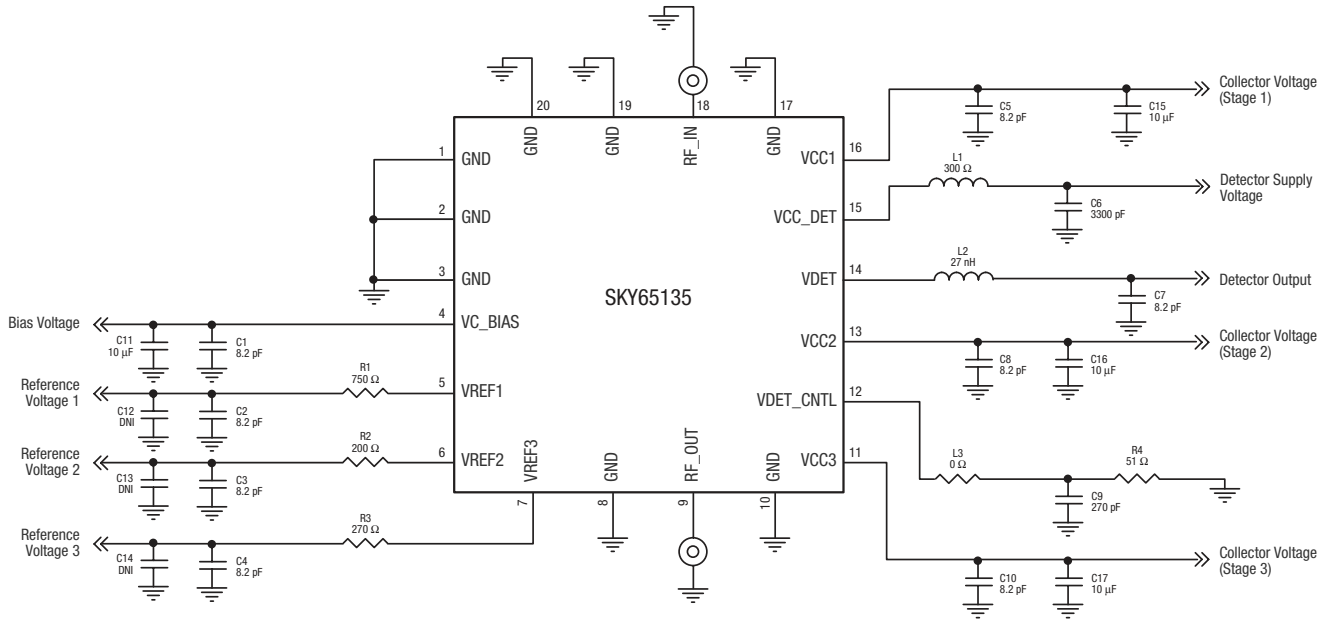 20
19
18
17
GND
GND
RF_IN
GND
1
GND
2
GND
3
GND
SKY65135
Bias Voltage
4
VC_BIAS
C11
10 µF
C1
8.2 pF
Reference
Voltage 1
R1
750 Ω
5
VREF1
C12
DNI
C2
8.2 pF
Reference
Voltage 2
R2
200 Ω
6
VREF2
C13
DNI
C3
8.2 pF
Reference
Voltage 3
R3
270 Ω
7
VREF3
C14
DNI
C4
8.2 pF
GND
8
RF_OUT
9
GND
10
VCC1
16
C5
8.2 pF
C15
10 µF
Collector Voltage
(Stage 1)
VCC_DET
15
L1
300 Ω
C6
3300 pF
Detector Supply
Voltage
VDET
14
L2
27 nH
C7
8.2 pF
Detector Output
VCC2
13
C8
8.2 pF
C16
10 µF
Collector Voltage
(Stage 2)
VDET_CNTL
12
L3
0 Ω
C9
270 pF
R4
51 Ω
VCC3
11
C10
8.2 pF
C17
10 µF
Collector Voltage
(Stage 3)